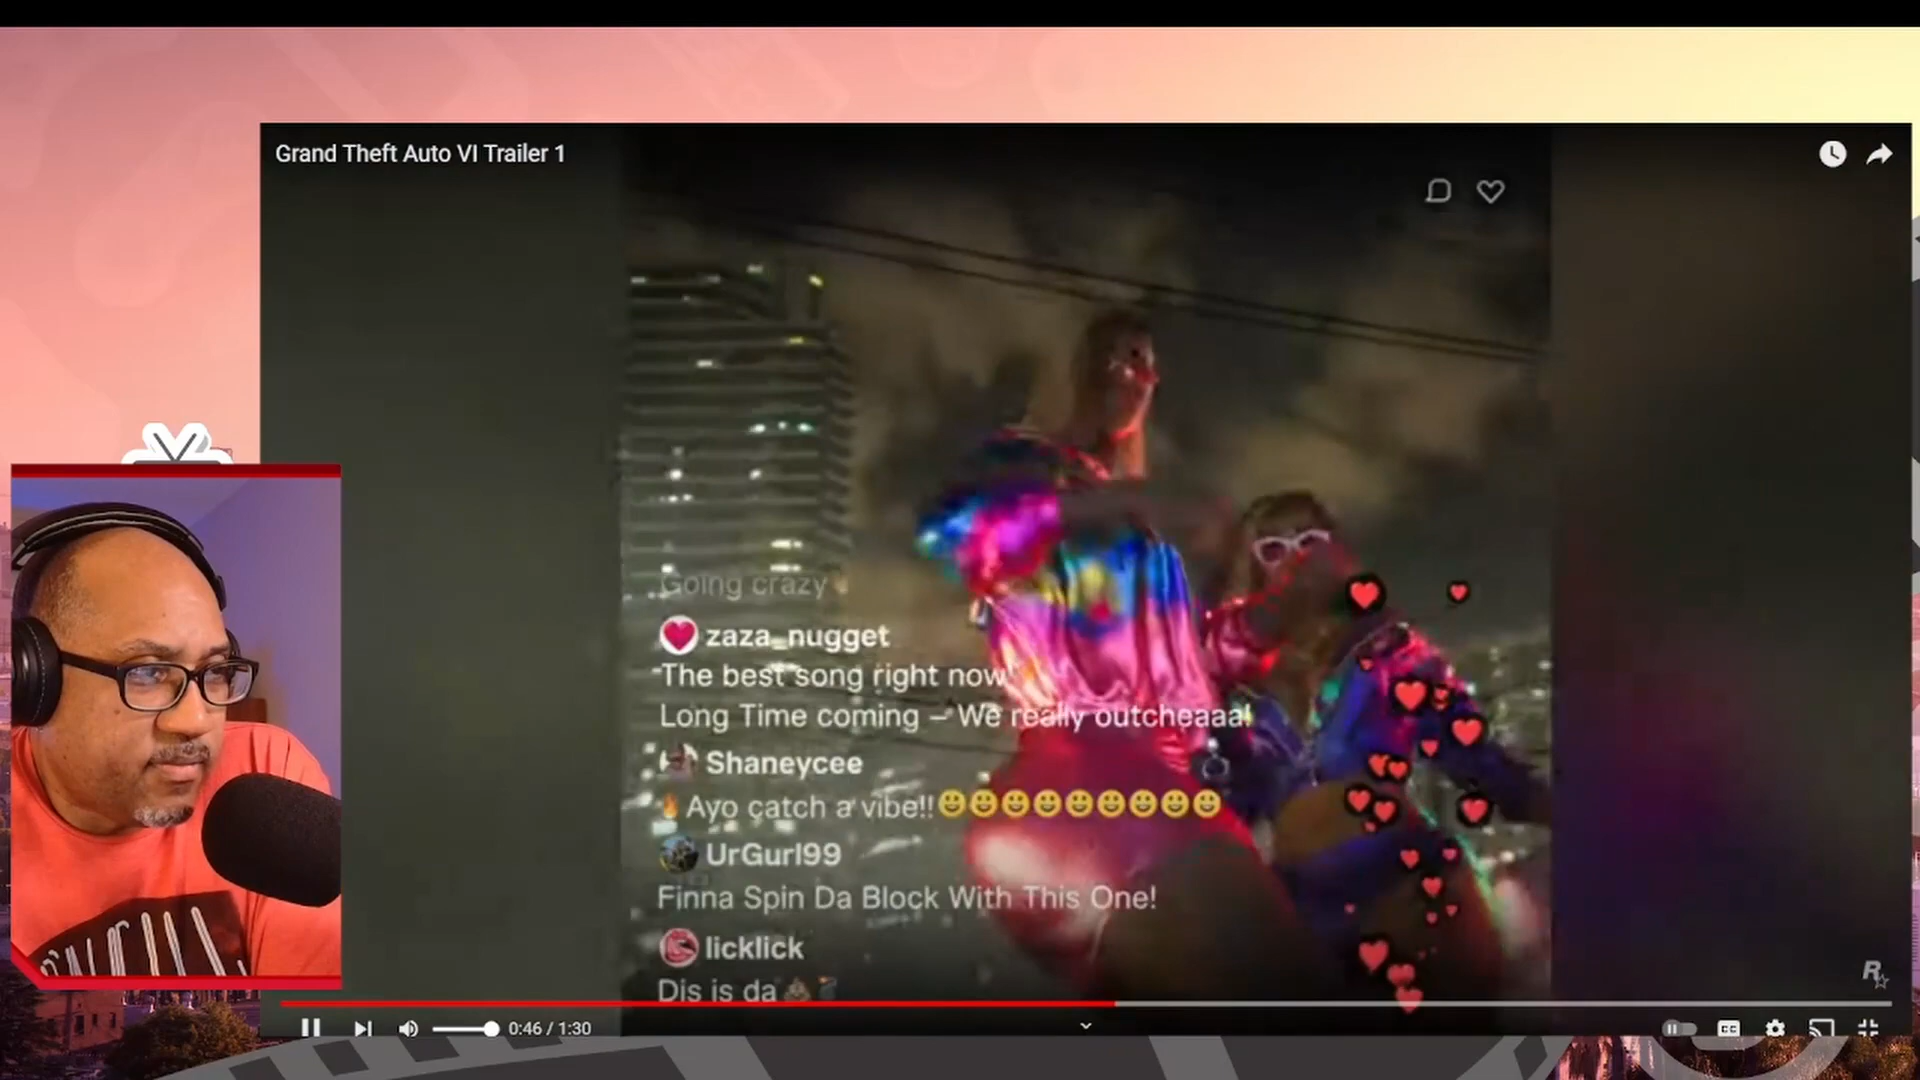 Grand Theft Auto VI Trailer 1
Going crazy
zaza_nugget
The best song right now
Long Time coming – We really outcheaaa!
Shaneycee
🔥Ayo catch a vibe!!😀😀😀😀😀😀😀😀😀
UrGurl99
Finna Spin Da Block With This One!
licklick
Dis is da💩
R
0:46 / 1:30
CC